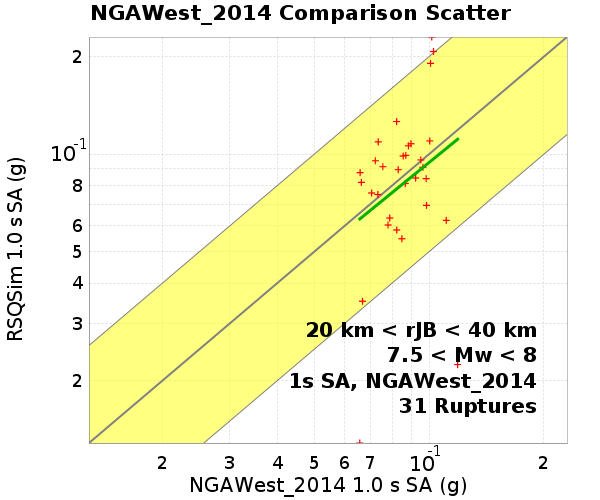 NGAWest_2014 Comparison Scatter
RSQSim 1.0 s SA (g)
2
10-1
8
6
5
4
3
2
20 km < rJB < 40 km
7.5 < Mw < 8
1s SA, NGAWest_2014
31 Ruptures
2 3 4 5 6 7 10-1 2
NGAWest_2014 1.0 s SA (g)